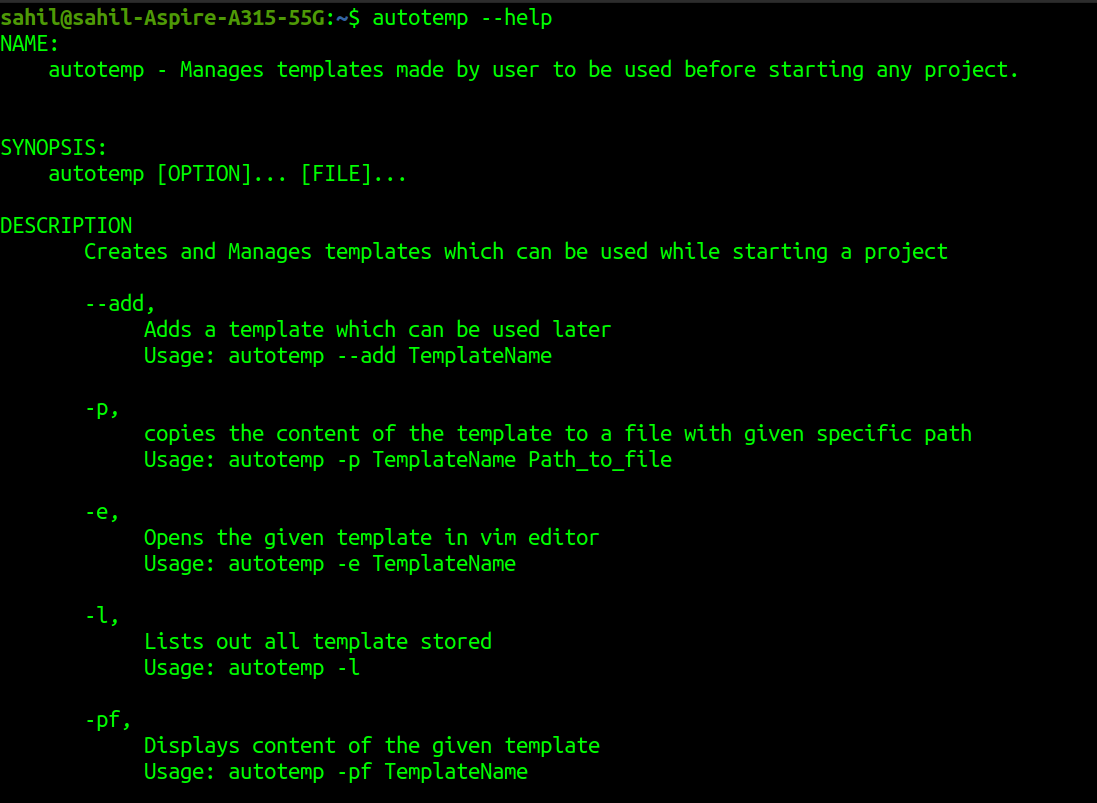 sahil@sahil-Aspire-A315-55G:~$ autotemp --help
NAME:
autotemp - Manages templates made by user to be used before starting any project.
SYNOPSIS:
autotemp [OPTION]... [FILE]...
DESCRIPTION
Creates and Manages templates which can be used while starting a project
--add,
Adds a template which can be used later
Usage: autotemp --add TemplateName
-p,
copies the content of the template to a file with given specific path
Usage: autotemp -p TemplateName Path_to_file
-e,
Opens the given template in vim editor
Usage: autotemp -e TemplateName
-l,
Lists out all template stored
Usage: autotemp -l
-pf,
Displays content of the given template
Usage: autotemp -pf TemplateName